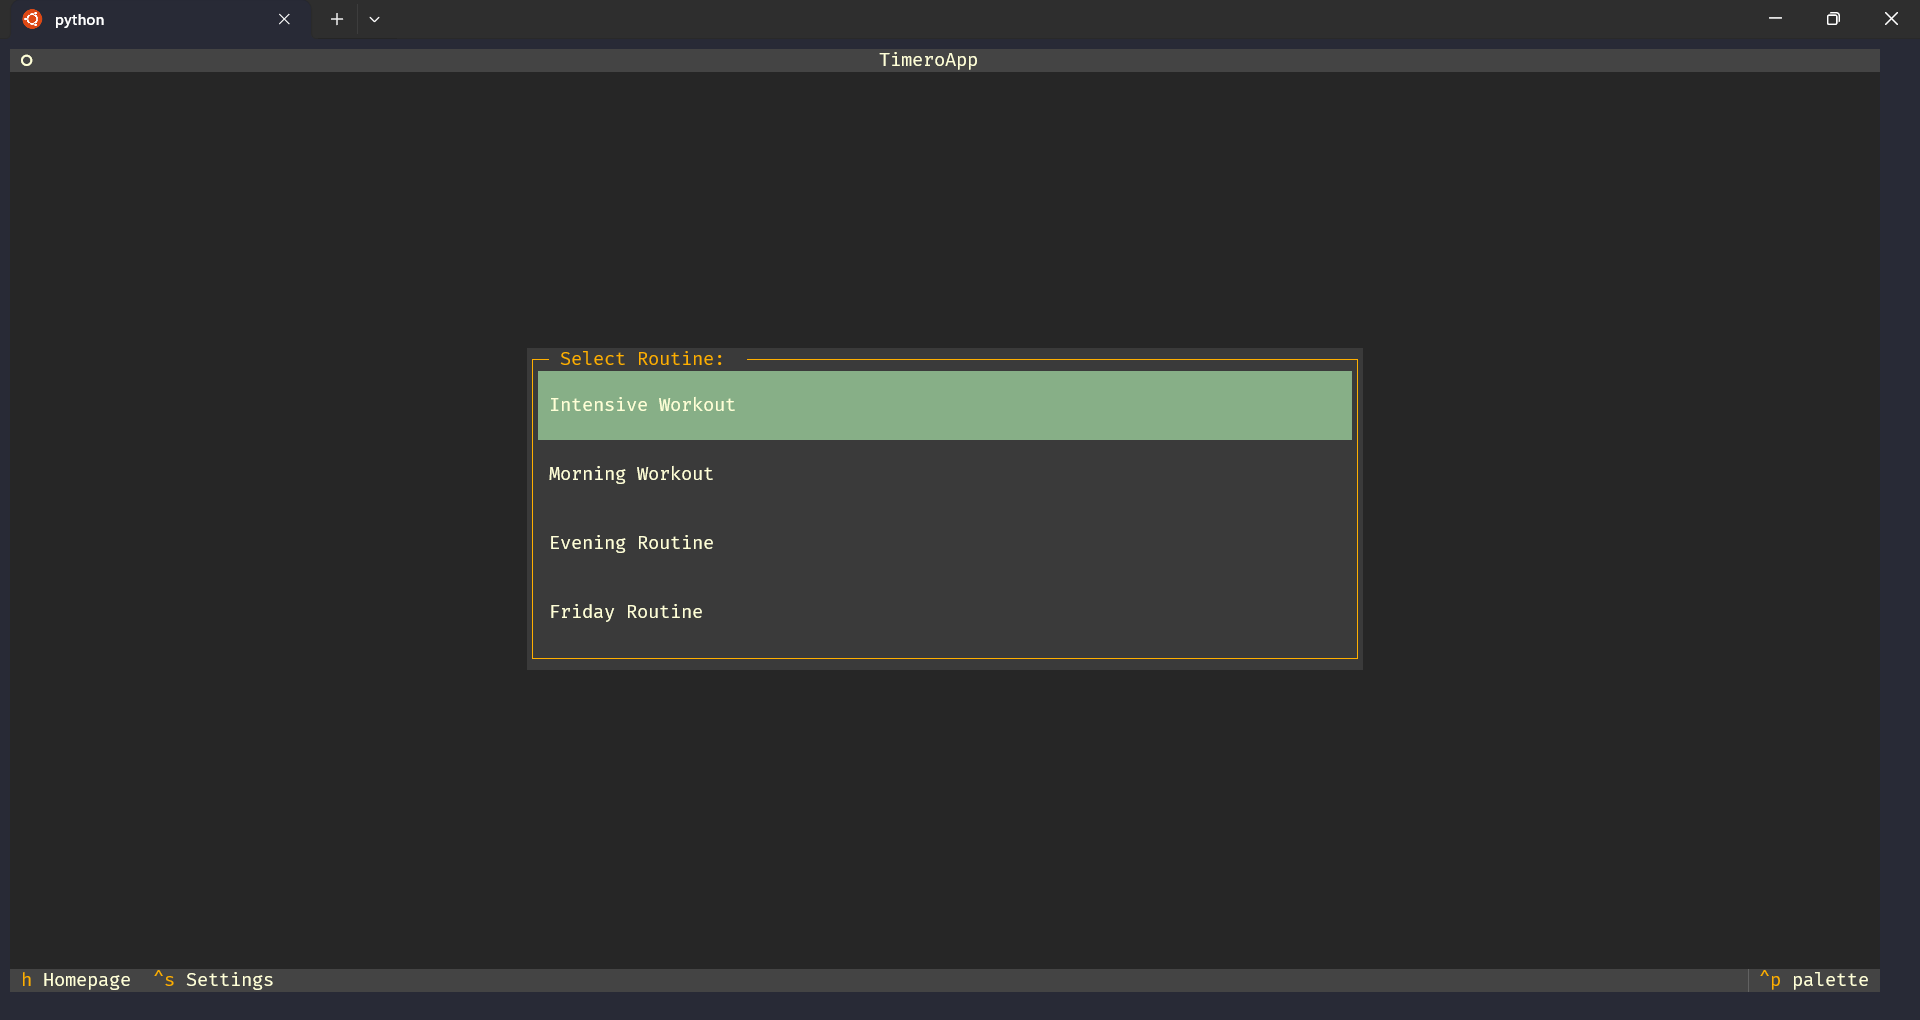 python
TimeroApp
Select Routine:
Intensive Workout
Morning Workout
Evening Routine
Friday Routine
h Homepage ^s Settings ^p palette